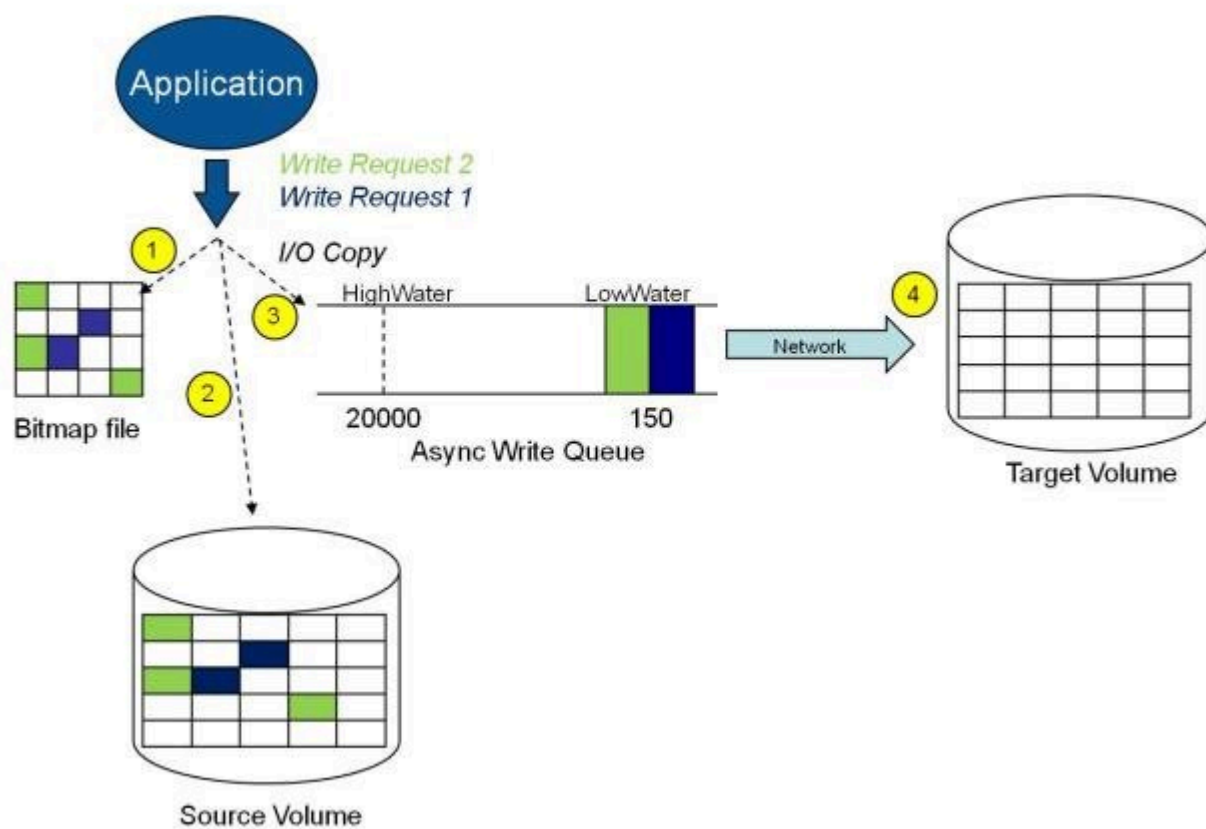 Application
Write Request 2
Write Request 1
1
I/O Copy
HighWater
LowWater
3
4
Network
2
20000
150
Bitmap file
Async Write Queue
Target Volume
Source Volume